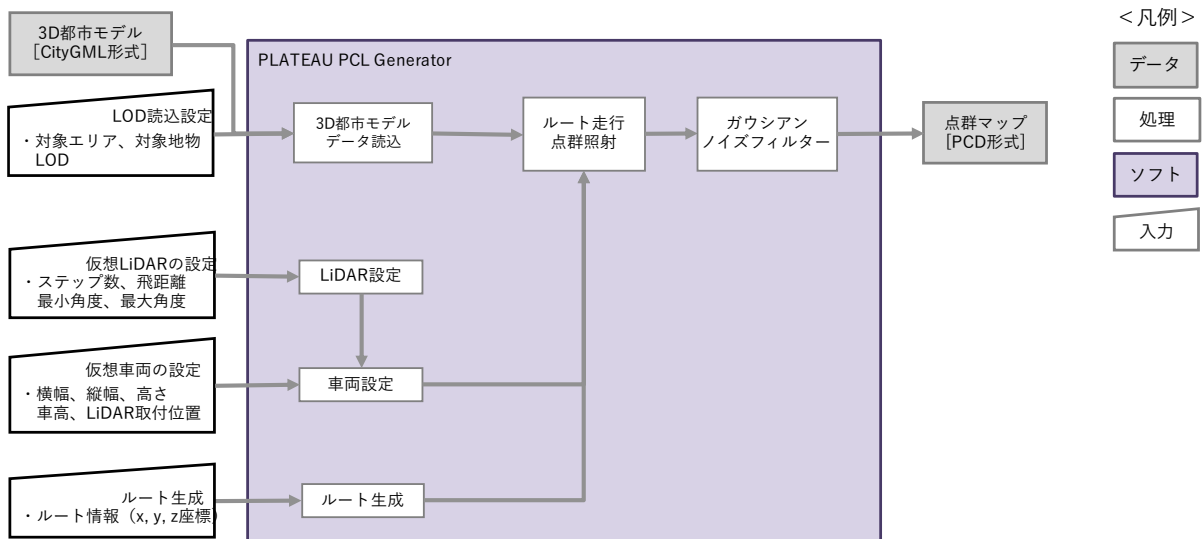 3D都市モデル
［CityGML形式］
LOD読込設定
・対象エリア、対象地物
LOD
仮想LiDARの設定
・ステップ数、飛距離
最小角度、最大角度
仮想車両の設定
・横幅、縦幅、高さ
車高、LiDAR取付位置
ルート生成
・ルート情報（x, y, z座標）
PLATEAU PCL Generator
3D都市モデル
データ読込
ルート走行
点群照射
ガウシアン
ノイズフィルター
LiDAR設定
車両設定
ルート生成
点群マップ
[PCD形式]
＜凡例＞
データ
処理
ソフト
入力